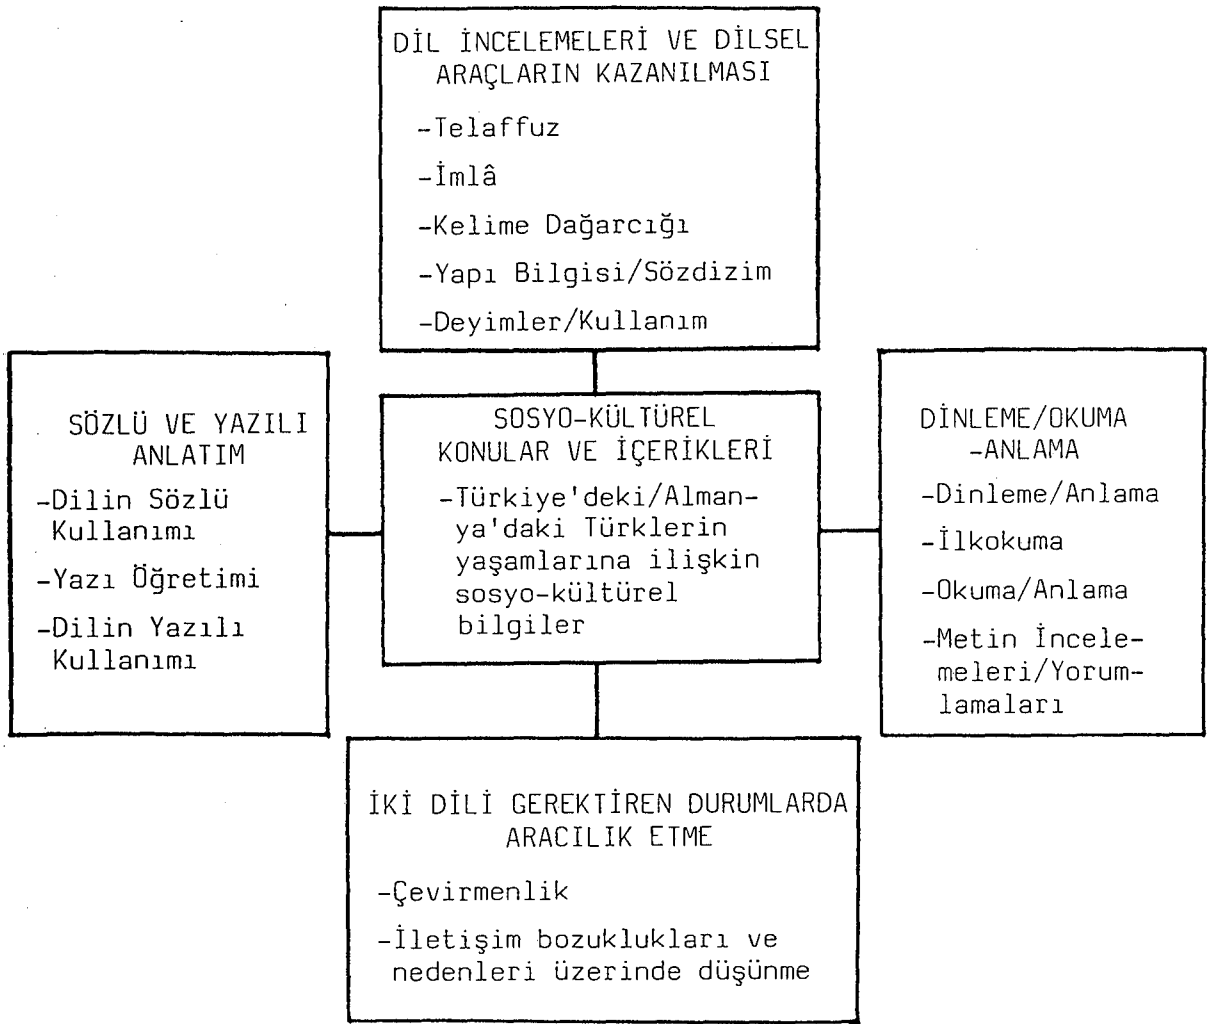 DİL İNCELEMELERİ VE DİLSEL
ARAÇLARIN KAZANILMASI
-Telaffuz
-İmlâ
-Kelime Dağarcığı
-Yapı Bilgisi/Sözdizim
-Deyimler/Kullanım
SÖZLÜ VE YAZILI
ANLATIM
-Dilin Sözlü
Kullanımı
-Yazı Öğretimi
-Dilin Yazılı
Kullanımı
SOSYO-KÜLTÜREL
KONULAR VE İÇERİKLERİ
-Türkiye'deki/Alman-
ya'daki Türklerin
yaşamlarına ilişkin
sosyo-kültürel
bilgiler
DİNLEME/OKUMA
-ANLAMA
-Dinleme/Anlama
-İlkokuma
-Okuma/Anlama
-Metin İncele-
meleri/Yorum-
lamaları
İKİ DİLİ GEREKTİREN DURUMLARDA
ARACILIK ETME
-Çevirmenlik
-İletişim bozuklukları ve
nedenleri üzerinde düşünme